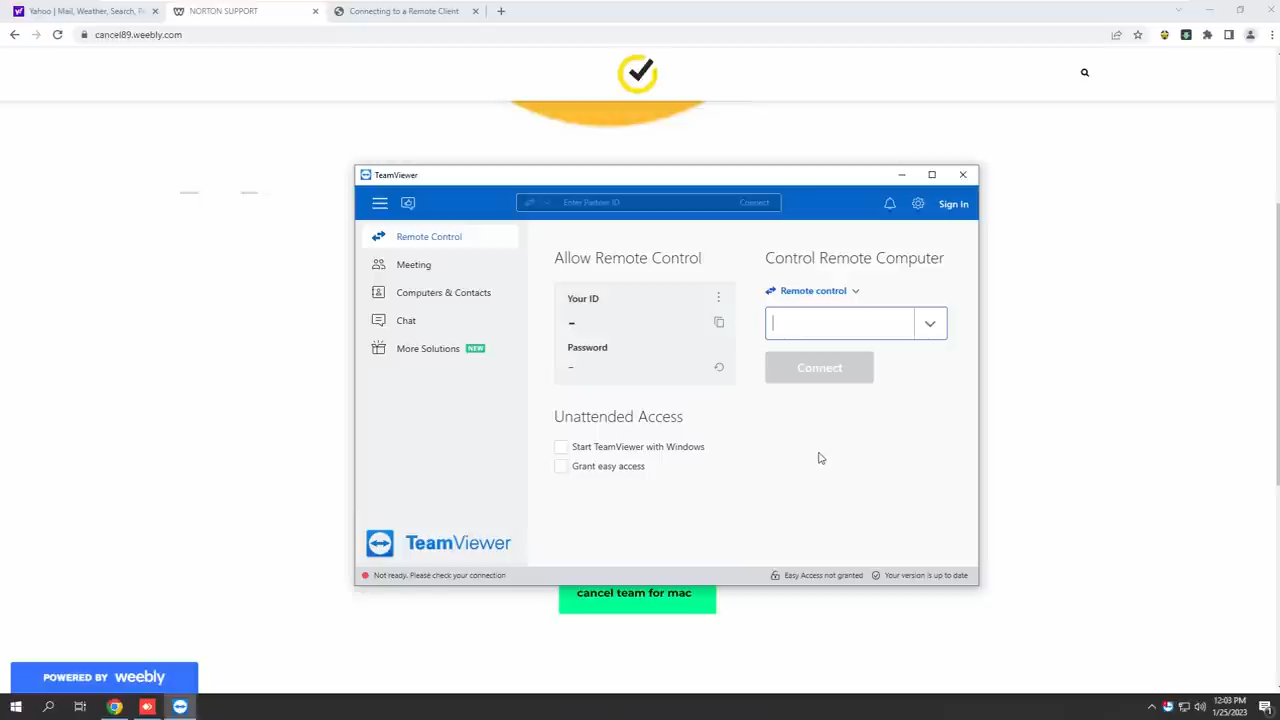 Yahoo | Mail, Weather, Search, P
NORTON SUPPORT
Connecting to a Remote Client
cancel89.weebly.com
TeamViewer
Enter Partner ID
Connect
Sign In
Remote Control
Meeting
Computers & Contacts
Chat
More Solutions NEW
Allow Remote Control
Your ID
–
Password
–
Unattended Access
Start TeamViewer with Windows
Grant easy access
Control Remote Computer
Remote control
Connect
TeamViewer
Not ready. Please check your connection
Easy Access not granted
Your version is up to date
cancel team for mac
POWERED BY weebly
12:03 PM
1/25/2023